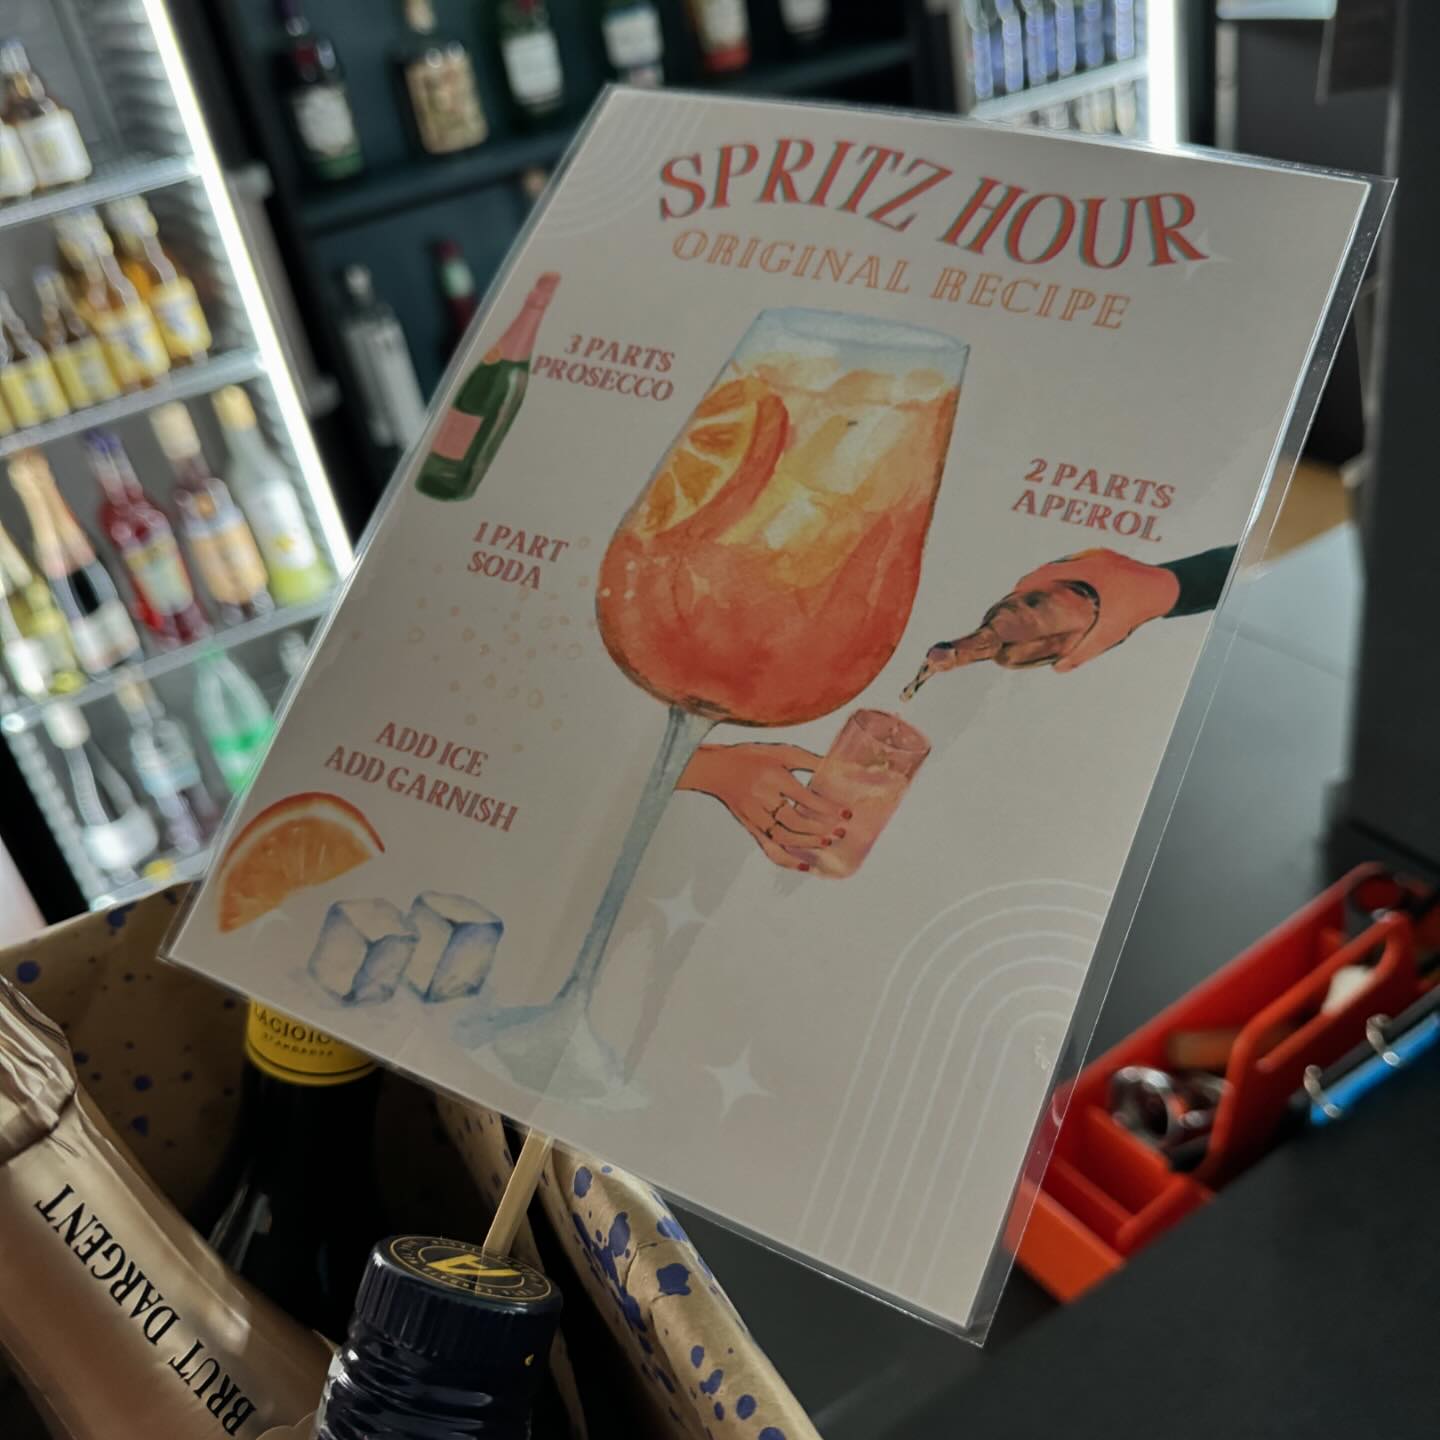 SPRITZ HOUR
ORIGINAL RECIPE
3 PARTS
PROSECCO
2 PARTS
APEROL
1 PART
SODA
ADD ICE
ADD GARNISH
BRUT DARGENT